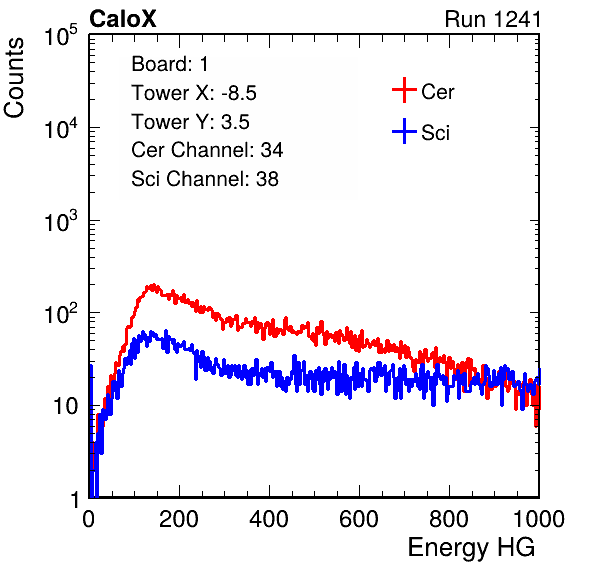 CaloX Run 1241
Counts
10^5
10^4
10^3
10^2
10
1
Board: 1
Tower X: -8.5
Tower Y: 3.5
Cer Channel: 34
Sci Channel: 38
Cer
Sci
0 200 400 600 800 1000
Energy HG